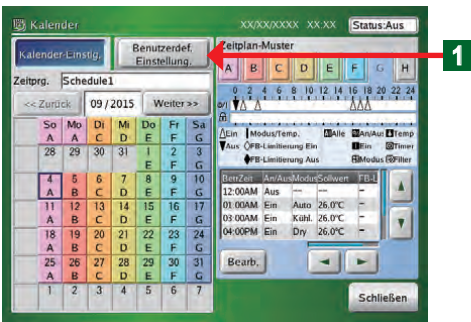 Kalender XX/XX/XXXX XX:XX Status:Aus
Kalender-Einstlg. Benutzerdef. Einstellung.
Zeitprg. Schedule1
<< Zurück 09 / 2015 Weiter >>
So Mo Di Mi Do Fr Sa
A A C D E F G
28 29 30 31 1 2 3
E F G
4 5 6 7 8 9 10
A B C D E F G
11 12 13 14 15 16 17
A B C D E F G
18 19 20 21 22 23 24
A B C D E F G
25 26 27 28 29 30 31
A B C D E F G
1 2 3 4 5 6 7
Zeitplan-Muster
A B C D E F G H
0 2 4 6 8 10 12 14 16 18 20 22 24
Ein Modus/Temp. Alle An/Aus Temp
Aus FB-Limitierung Ein Ein Timer
FB-Limitierung Aus Modus Filter
BetrZeit An/Aus Modus Sollwert FB-L
12:00AM Aus --- --- -
01:00AM Ein Auto 26.0°C -
03:00AM Ein Kühl. 26.0°C -
04:00PM Ein Dry 26.0°C -
Bearb.
Schließen
1